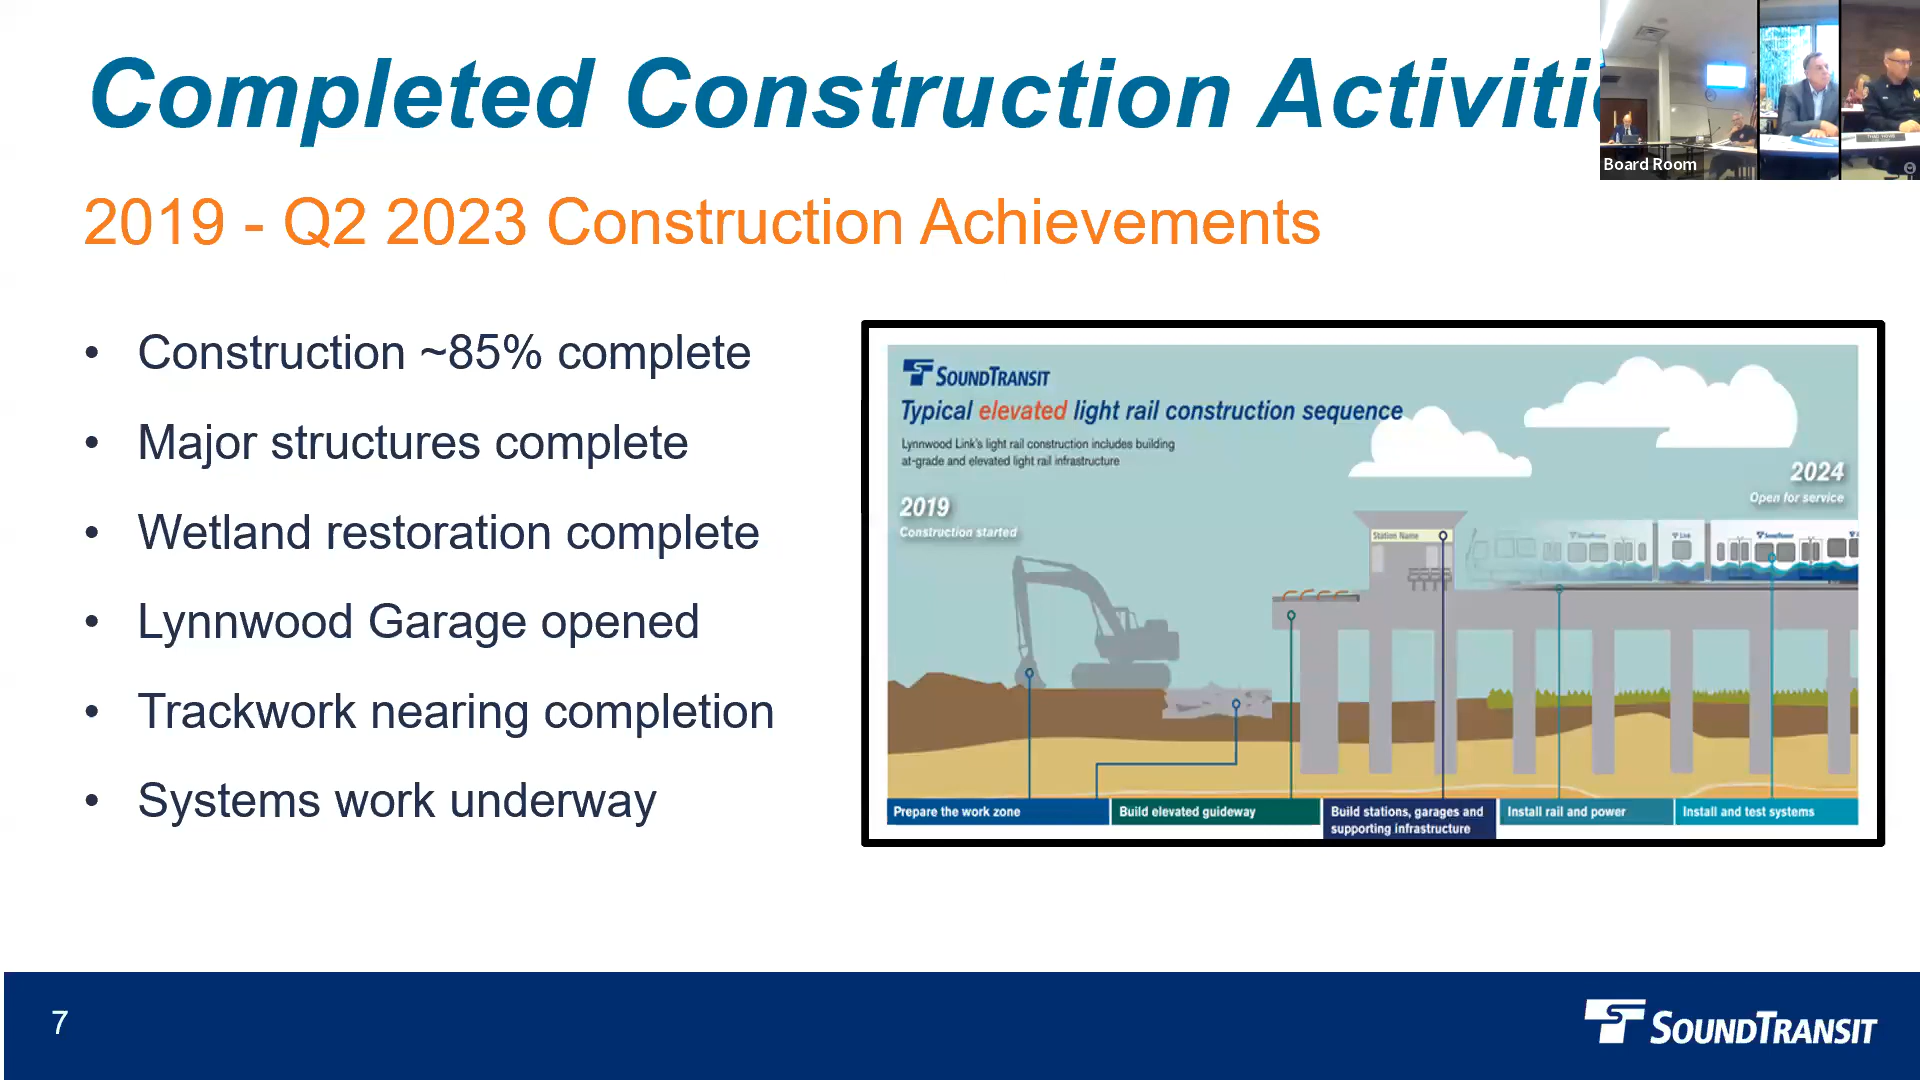 Completed Construction Activiti
Board Room
2019 - Q2 2023 Construction Achievements
• Construction ~85% complete
• Major structures complete
• Wetland restoration complete
• Lynnwood Garage opened
• Trackwork nearing completion
• Systems work underway
SOUNDTRANSIT
Typical elevated light rail construction sequence
Lynnwood Link's light rail construction includes building
at-grade and elevated light rail infrastructure
2019
Construction started
2024
Open for service
Station Name
Link
SoundTransit
Prepare the work zone
Build elevated guideway
Build stations, garages and
supporting infrastructure
Install rail and power
Install and test systems
7
SOUNDTRANSIT